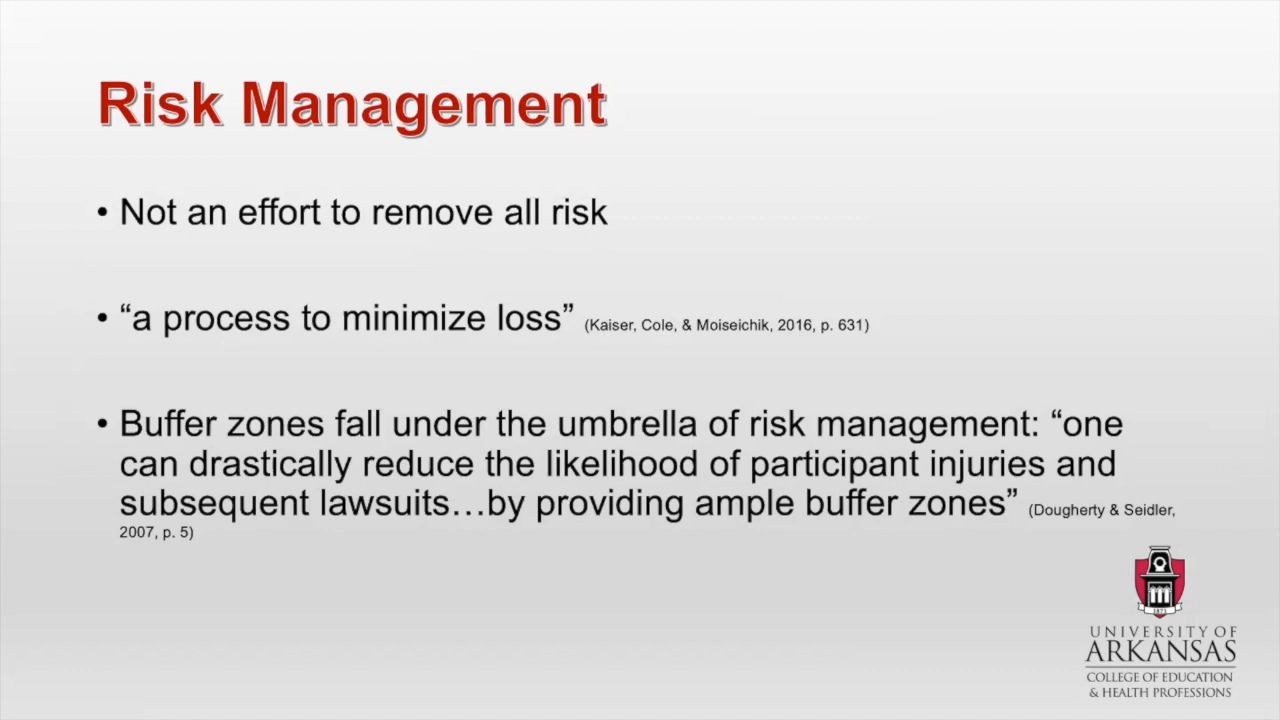 Risk Management
• Not an effort to remove all risk
• “a process to minimize loss” (Kaiser, Cole, & Moiseichik, 2016, p. 631)
• Buffer zones fall under the umbrella of risk management: “one
can drastically reduce the likelihood of participant injuries and
subsequent lawsuits…by providing ample buffer zones” (Dougherty & Seidler,
2007, p. 5)
1871
UNIVERSITY OF
ARKANSAS
COLLEGE OF EDUCATION
& HEALTH PROFESSIONS